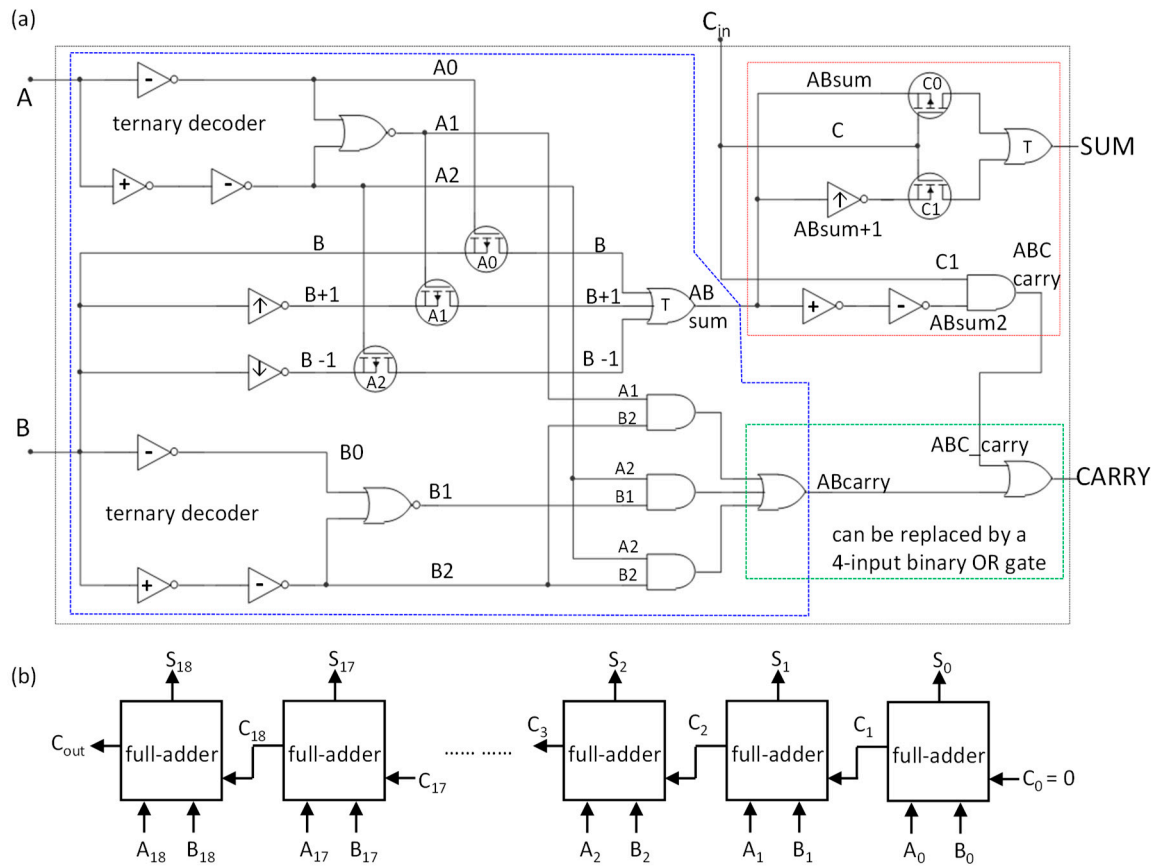 (a)
C_in
A
-
A0
ternary decoder
A1
+
-
A2
ABsum
C0
C
T
SUM
↑
C1
ABsum+1
B
A0
B
C1
ABC
carry
↑
B+1
A1
B+1
T
AB
sum
+
-
ABsum2
↓
B -1
A2
B -1
A1
B2
B
-
B0
B1
A2
B1
ABcarry
ABC_carry
CARRY
ternary decoder
can be replaced by a
4-input binary OR gate
A2
B2
+
-
B2
(b)
S₁₈
S₁₇
S₂
S₁
S₀
C_out
full-adder
C₁₈
full-adder
C₁₇
...... ......
C₃
full-adder
C₂
full-adder
C₁
full-adder
C₀ = 0
A₁₈
B₁₈
A₁₇
B₁₇
A₂
B₂
A₁
B₁
A₀
B₀